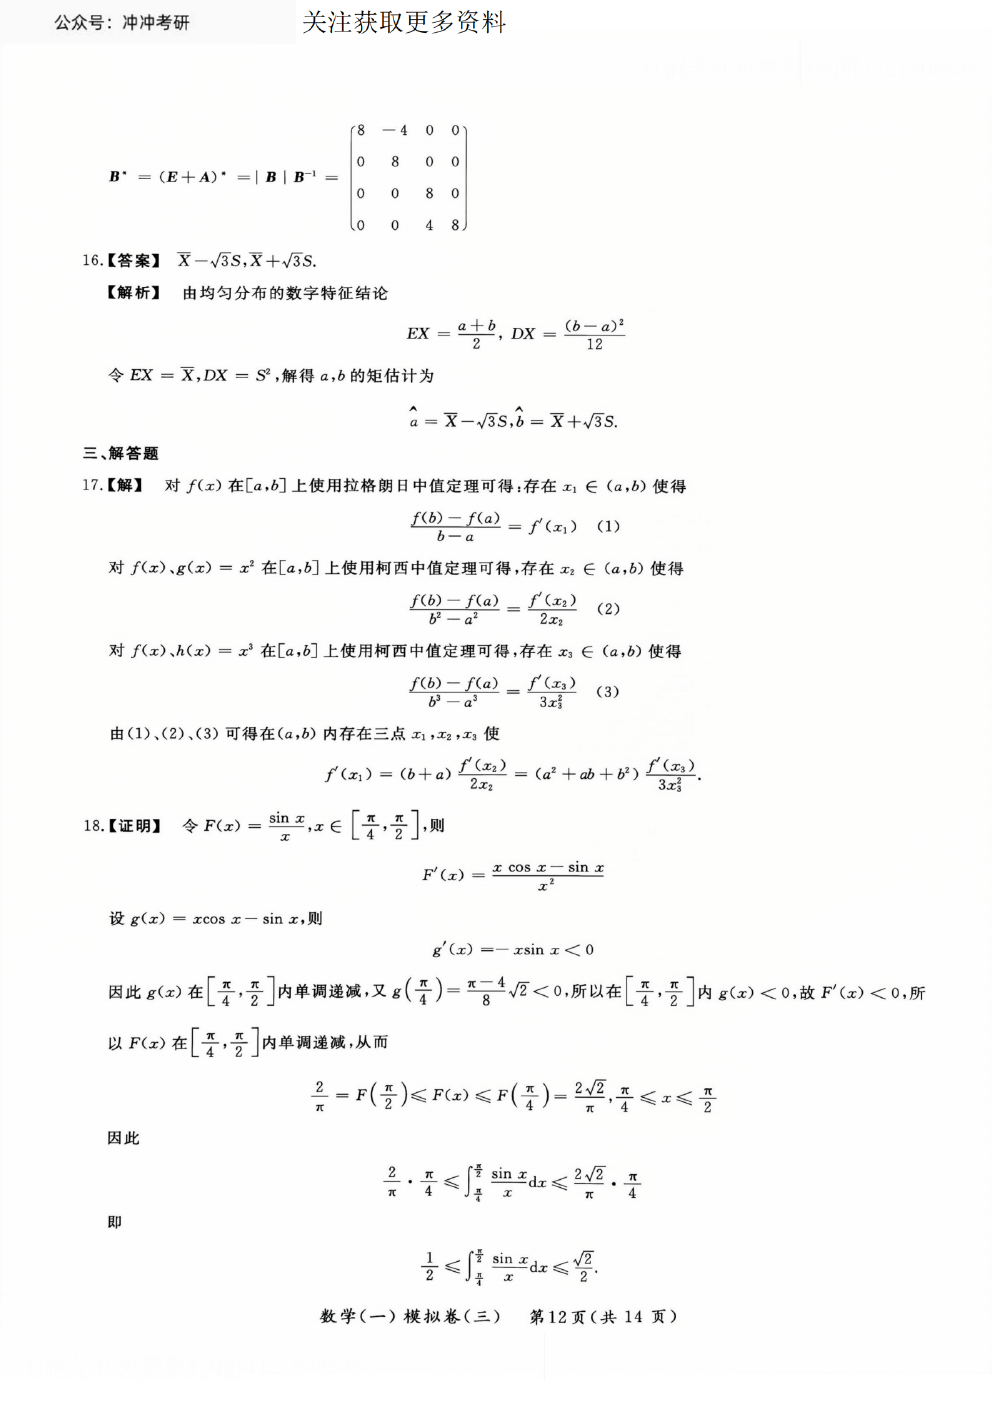 公众号：冲冲考研 关注获取更多资料
B* = (E+A)* = | B | B⁻¹ = (8 －4 0 0
0 8 0 0
0 0 8 0
0 0 4 8)
16.【答案】 X̄－√3S,X̄＋√3S.
【解析】 由均匀分布的数字特征结论
EX = (a＋b)/2, DX = (b－a)²/12
令 EX = X̄,DX = S²,解得 a,b 的矩估计为
â = X̄－√3S,b̂ = X̄＋√3S.
三、解答题
17.【解】 对 f(x) 在[a,b] 上使用拉格朗日中值定理可得:存在 x₁ ∈ (a,b) 使得
(f(b)－f(a))/(b－a) = f′(x₁) (1)
对 f(x)、g(x) = x² 在[a,b] 上使用柯西中值定理可得,存在 x₂ ∈ (a,b) 使得
(f(b)－f(a))/(b²－a²) = f′(x₂)/(2x₂) (2)
对 f(x)、h(x) = x³ 在[a,b] 上使用柯西中值定理可得,存在 x₃ ∈ (a,b) 使得
(f(b)－f(a))/(b³－a³) = f′(x₃)/(3x₃²) (3)
由(1)、(2)、(3) 可得在(a,b) 内存在三点 x₁,x₂,x₃ 使
f′(x₁) = (b＋a) f′(x₂)/(2x₂) = (a²＋ab＋b²) f′(x₃)/(3x₃²).
18.【证明】 令 F(x) = sin x/x,x ∈ [π/4,π/2],则
F′(x) = (x cos x－sin x)/x²
设 g(x) = xcos x－sin x,则
g′(x) =－xsin x＜0
因此 g(x) 在[π/4,π/2]内单调递减,又 g(π/4) = (π－4)/8 √2＜0,所以在[π/4,π/2]内 g(x)＜0,故 F′(x)＜0,所
以 F(x) 在[π/4,π/2]内单调递减,从而
2/π = F(π/2)≤F(x)≤F(π/4) = 2√2/π,π/4≤x≤π/2
因此
2/π · π/4 ≤ ∫_{π/4}^{π/2} sin x/x dx ≤ 2√2/π · π/4
即
1/2 ≤ ∫_{π/4}^{π/2} sin x/x dx ≤ √2/2.
数学(一)模拟卷(三) 第12页(共 14 页)